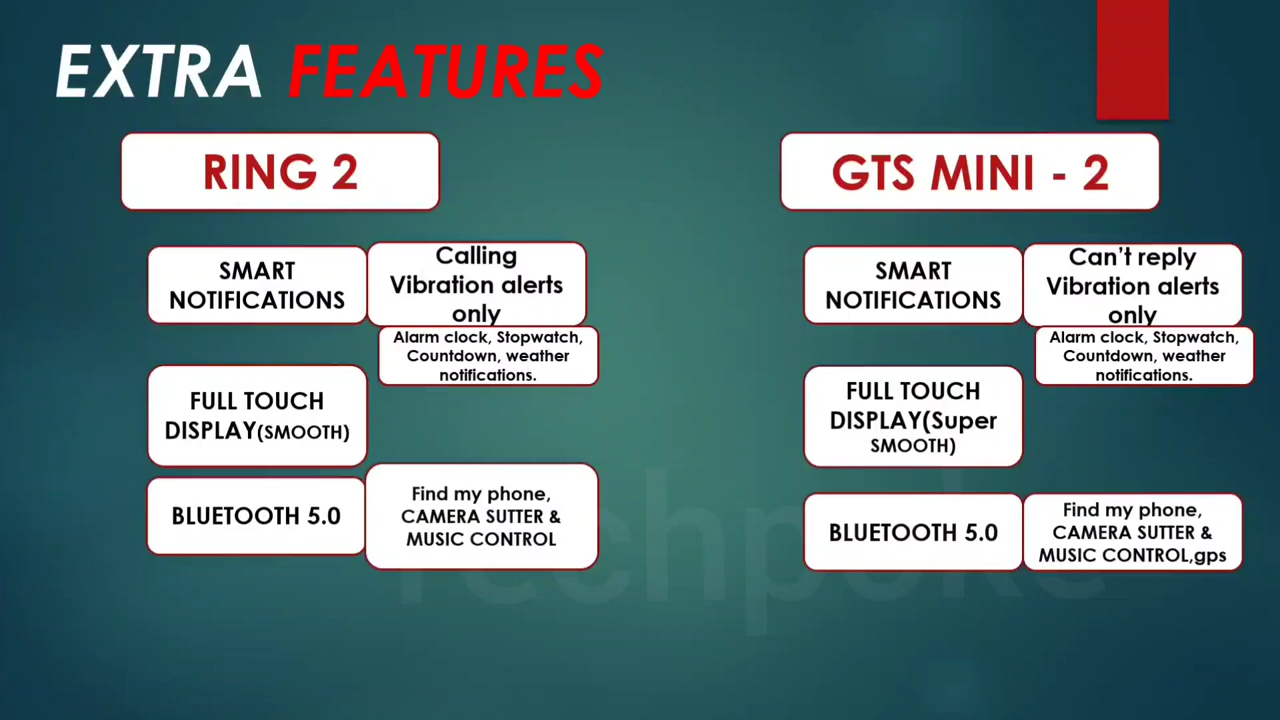 EXTRA FEATURES
RING 2
SMART
NOTIFICATIONS
Calling
Vibration alerts
only
Alarm clock, Stopwatch,
Countdown, weather
notifications.
FULL TOUCH
DISPLAY(SMOOTH)
BLUETOOTH 5.0
Find my phone,
CAMERA SUTTER &
MUSIC CONTROL
GTS MINI - 2
SMART
NOTIFICATIONS
Can't reply
Vibration alerts
only
Alarm clock, Stopwatch,
Countdown, weather
notifications.
FULL TOUCH
DISPLAY(Super
SMOOTH)
BLUETOOTH 5.0
Find my phone,
CAMERA SUTTER &
MUSIC CONTROL,gps
Techpoke